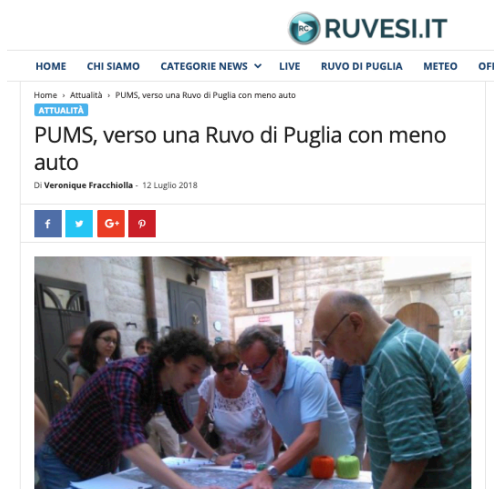 RC RUVESI.IT
HOME CHI SIAMO CATEGORIE NEWS LIVE RUVO DI PUGLIA METEO OF
Home › Attualità › PUMS, verso una Ruvo di Puglia con meno auto
ATTUALITÀ
PUMS, verso una Ruvo di Puglia con meno
auto
Di Veronique Fracchiolla - 12 Luglio 2018
f G+